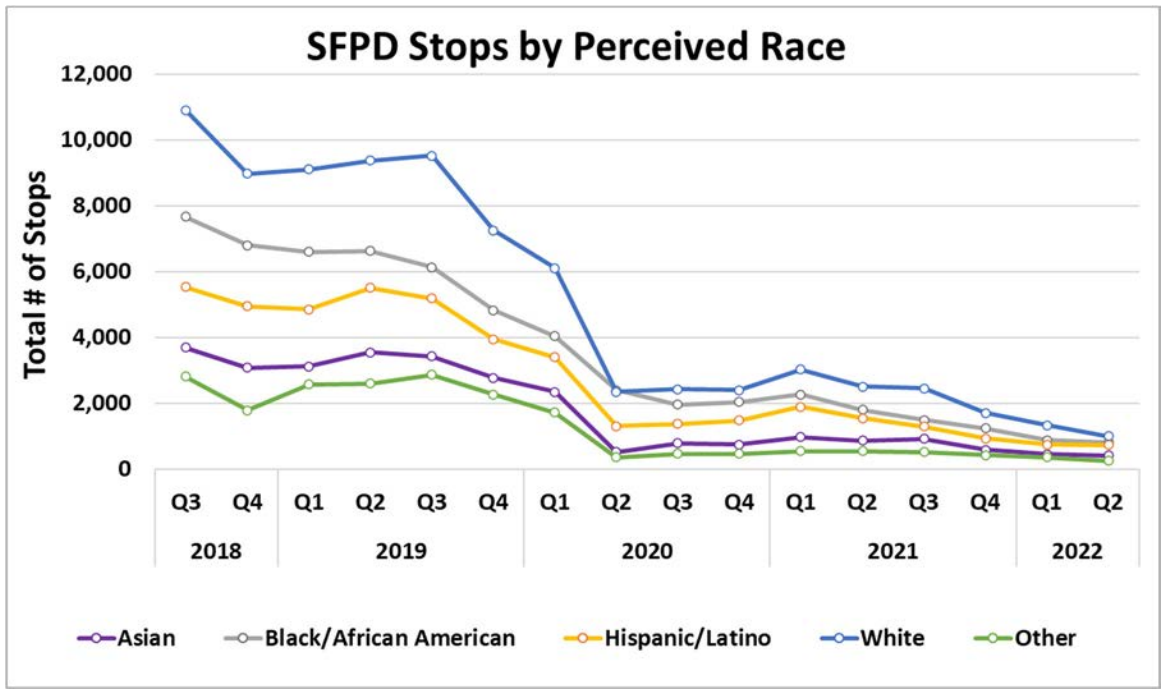 SFPD Stops by Perceived Race
12,000
10,000
8,000
6,000
4,000
2,000
0
Total # of Stops
Q3 Q4 Q1 Q2 Q3 Q4 Q1 Q2 Q3 Q4 Q1 Q2 Q3 Q4 Q1 Q2
2018 2019 2020 2021 2022
Asian Black/African American Hispanic/Latino White Other